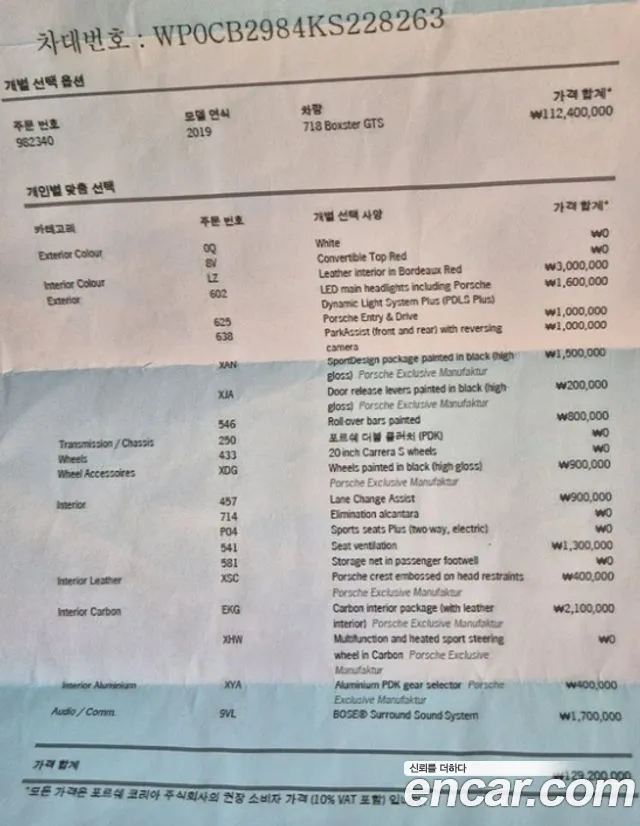 차대번호 : WP0CB2984KS228263
개별 선택 옵션
주문 번호 모델 연식 차량 가격 합계*
982340 2019 718 Boxster GTS ₩112,400,000
개인별 맞춤 선택
카테고리 주문 번호 개별 선택 사양 가격 합계*
Exterior Colour 0Q White ₩0
8V Convertible Top Red ₩0
Interior Colour LZ Leather interior in Bordeaux Red ₩3,000,000
Exterior 602 LED main headlights including Porsche ₩1,600,000
Dynamic Light System Plus (PDLS Plus)
625 Porsche Entry & Drive ₩1,000,000
638 ParkAssist (front and rear) with reversing ₩1,000,000
camera
XAN SportDesign package painted in black (high ₩1,500,000
gloss) Porsche Exclusive Manufaktur
XJA Door release levers painted in black (high ₩200,000
gloss) Porsche Exclusive Manufaktur
546 Roll over bars painted ₩800,000
Transmission / Chassis 250 포르쉐 더블 클러치 (PDK) ₩0
Wheels 433 20-inch Carrera S wheels ₩0
Wheel Accessoires XDG Wheels painted in black (high gloss) ₩900,000
Porsche Exclusive Manufaktur
Interior 457 Lane Change Assist ₩900,000
714 Elimination alcantara ₩0
P04 Sports seats Plus (two-way, electric) ₩0
541 Seat ventilation ₩1,300,000
581 Storage net in passenger footwell ₩0
Interior Leather XSC Porsche crest embossed on head restraints ₩400,000
Porsche Exclusive Manufaktur
Interior Carbon EKG Carbon interior package (with leather ₩2,100,000
interior) Porsche Exclusive Manufaktur
XHW Multifunction and heated sport steering ₩0
wheel in Carbon Porsche Exclusive
Manufaktur
Interior Aluminium XYA Aluminium PDK gear selector Porsche ₩400,000
Exclusive Manufaktur
Audio / Comm. 9VL BOSE® Surround Sound System ₩1,700,000
가격 합계 ₩129,200,000
*모든 가격은 포르쉐 코리아 주식회사의 권장 소비자 가격 (10% VAT 포함) 입니
신뢰를 더하다
encar.com